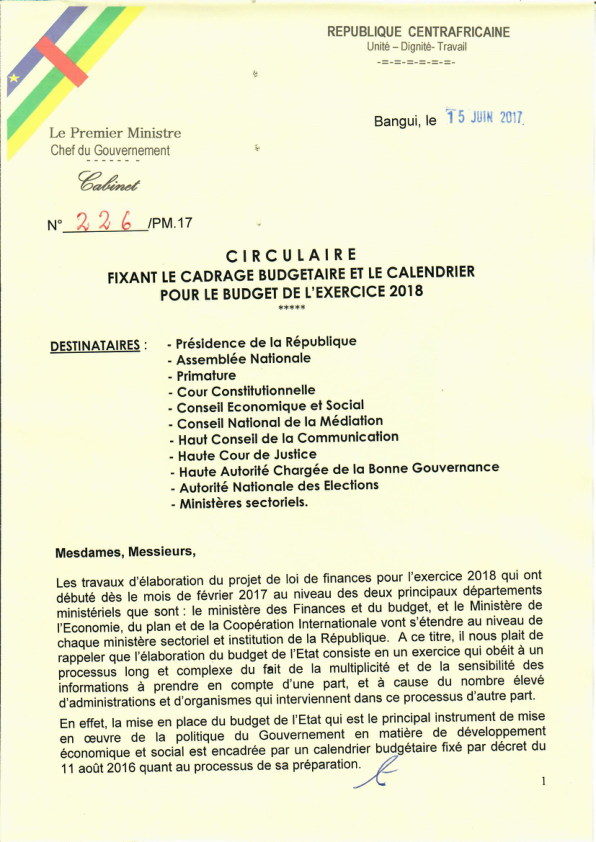 REPUBLIQUE CENTRAFRICAINE
Unité – Dignité- Travail
-=-=-=-=-=-=-
Bangui, le 15 JUIN 2017
Le Premier Ministre
Chef du Gouvernement
- - - - - -
Cabinet
N° 226 /PM.17
CIRCULAIRE
FIXANT LE CADRAGE BUDGETAIRE ET LE CALENDRIER
POUR LE BUDGET DE L'EXERCICE 2018
*****
DESTINATAIRES : - Présidence de la République
- Assemblée Nationale
- Primature
- Cour Constitutionnelle
- Conseil Economique et Social
- Conseil National de la Médiation
- Haut Conseil de la Communication
- Haute Cour de Justice
- Haute Autorité Chargée de la Bonne Gouvernance
- Autorité Nationale des Elections
- Ministères sectoriels.
Mesdames, Messieurs,
Les travaux d'élaboration du projet de loi de finances pour l'exercice 2018 qui ont
débuté dès le mois de février 2017 au niveau des deux principaux départements
ministériels que sont : le ministère des Finances et du budget, et le Ministère de
l'Economie, du plan et de la Coopération Internationale vont s'étendre au niveau de
chaque ministère sectoriel et institution de la République. A ce titre, il nous plait de
rappeler que l'élaboration du budget de l'Etat consiste en un exercice qui obéit à un
processus long et complexe du fait de la multiplicité et de la sensibilité des
informations à prendre en compte d'une part, et à cause du nombre élevé
d'administrations et d'organismes qui interviennent dans ce processus d'autre part.
En effet, la mise en place du budget de l'Etat qui est le principal instrument de mise
en œuvre de la politique du Gouvernement en matière de développement
économique et social est encadrée par un calendrier budgétaire fixé par décret du
11 août 2016 quant au processus de sa préparation.
1